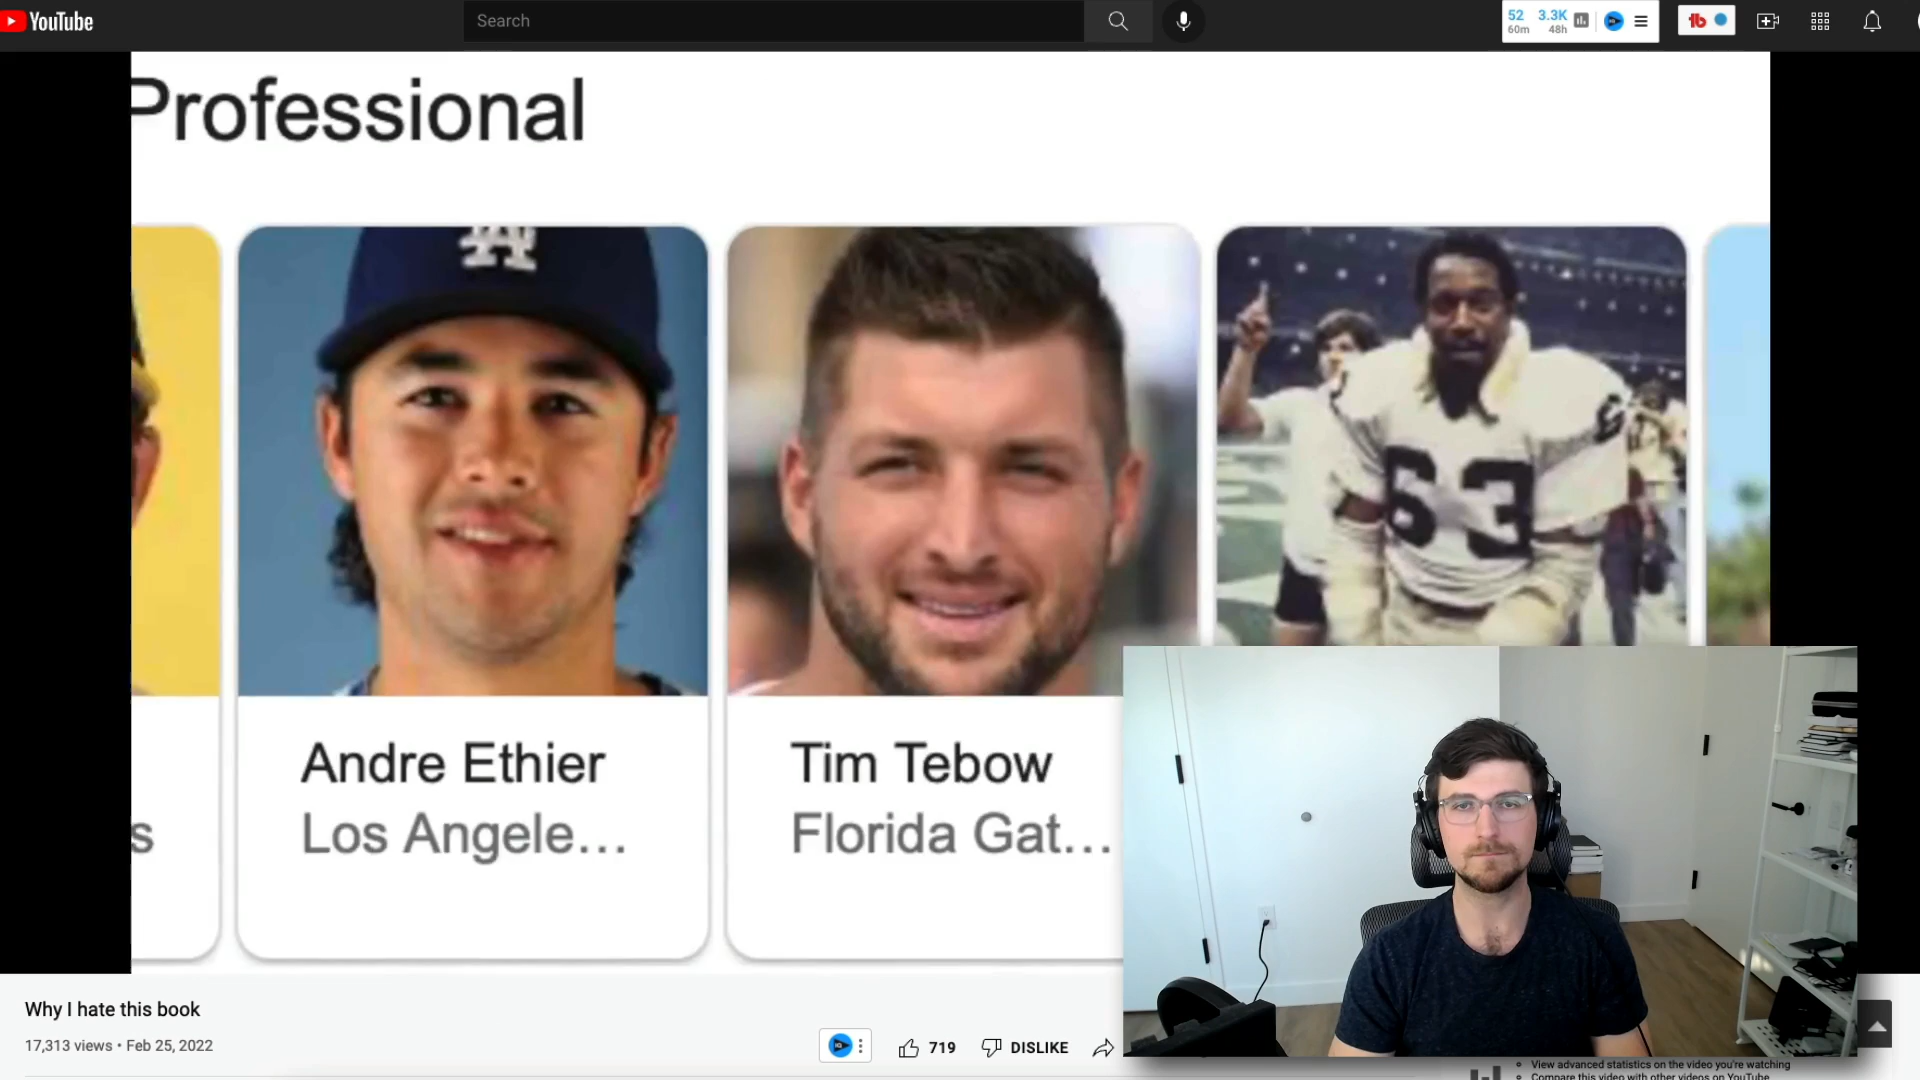 YouTube
Search
52 3.3K
60m 48h
Professional
LA
63
6
s
Andre Ethier
Los Angele...
Tim Tebow
Florida Gat...
Why I hate this book
17,313 views • Feb 25, 2022
719
DISLIKE
View advanced statistics on the video you're watching
Compare this video with other videos on YouTube